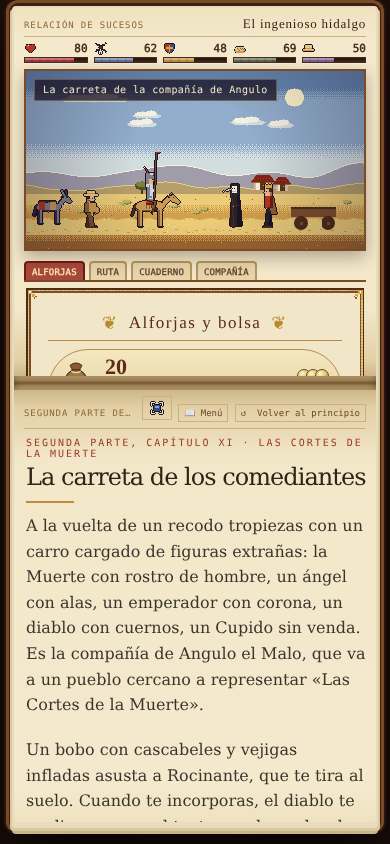 RELACIÓN DE SUCESOS
El ingenioso hidalgo
80 62 48 69 50
La carreta de la compañía de Angulo
ALFORJAS RUTA CUADERNO COMPAÑÍA
Alforjas y bolsa
20
SEGUNDA PARTE DE… Menú ↺ Volver al principio
SEGUNDA PARTE, CAPÍTULO XI · LAS CORTES DE
LA MUERTE
La carreta de los comediantes
A la vuelta de un recodo tropiezas con un
carro cargado de figuras extrañas: la
Muerte con rostro de hombre, un ángel
con alas, un emperador con corona, un
diablo con cuernos, un Cupido sin venda.
Es la compañía de Angulo el Malo, que va
a un pueblo cercano a representar «Las
Cortes de la Muerte».
Un bobo con cascabeles y vejigas
infladas asusta a Rocinante, que te tira al
suelo. Cuando te incorporas, el diablo te